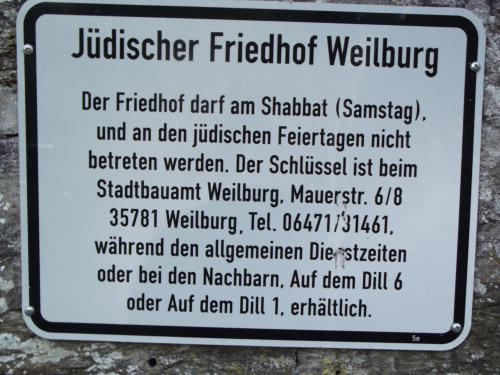 Jüdischer Friedhof Weilburg
Der Friedhof darf am Shabbat (Samstag),
und an den jüdischen Feiertagen nicht
betreten werden. Der Schlüssel ist beim
Stadtbauamt Weilburg, Mauerstr. 6/8
35781 Weilburg, Tel. 06471/31461,
während den allgemeinen Dienstzeiten
oder bei den Nachbarn, Auf dem Dill 6
oder Auf dem Dill 1, erhältlich.
5e